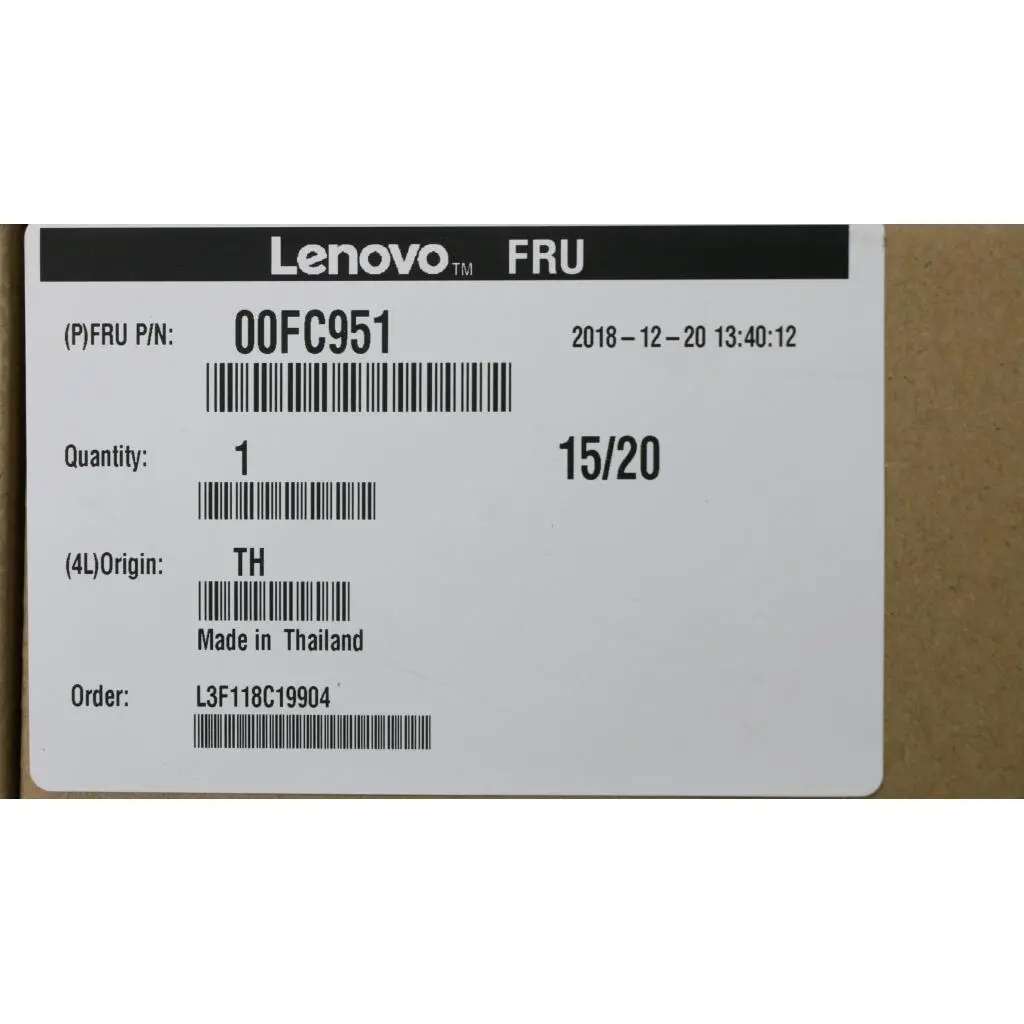 Lenovo™ FRU
(P)FRU P/N: 00FC951 2018-12-20 13:40:12
Quantity: 1 15/20
(4L)Origin: TH
Made in Thailand
Order: L3F118C19904